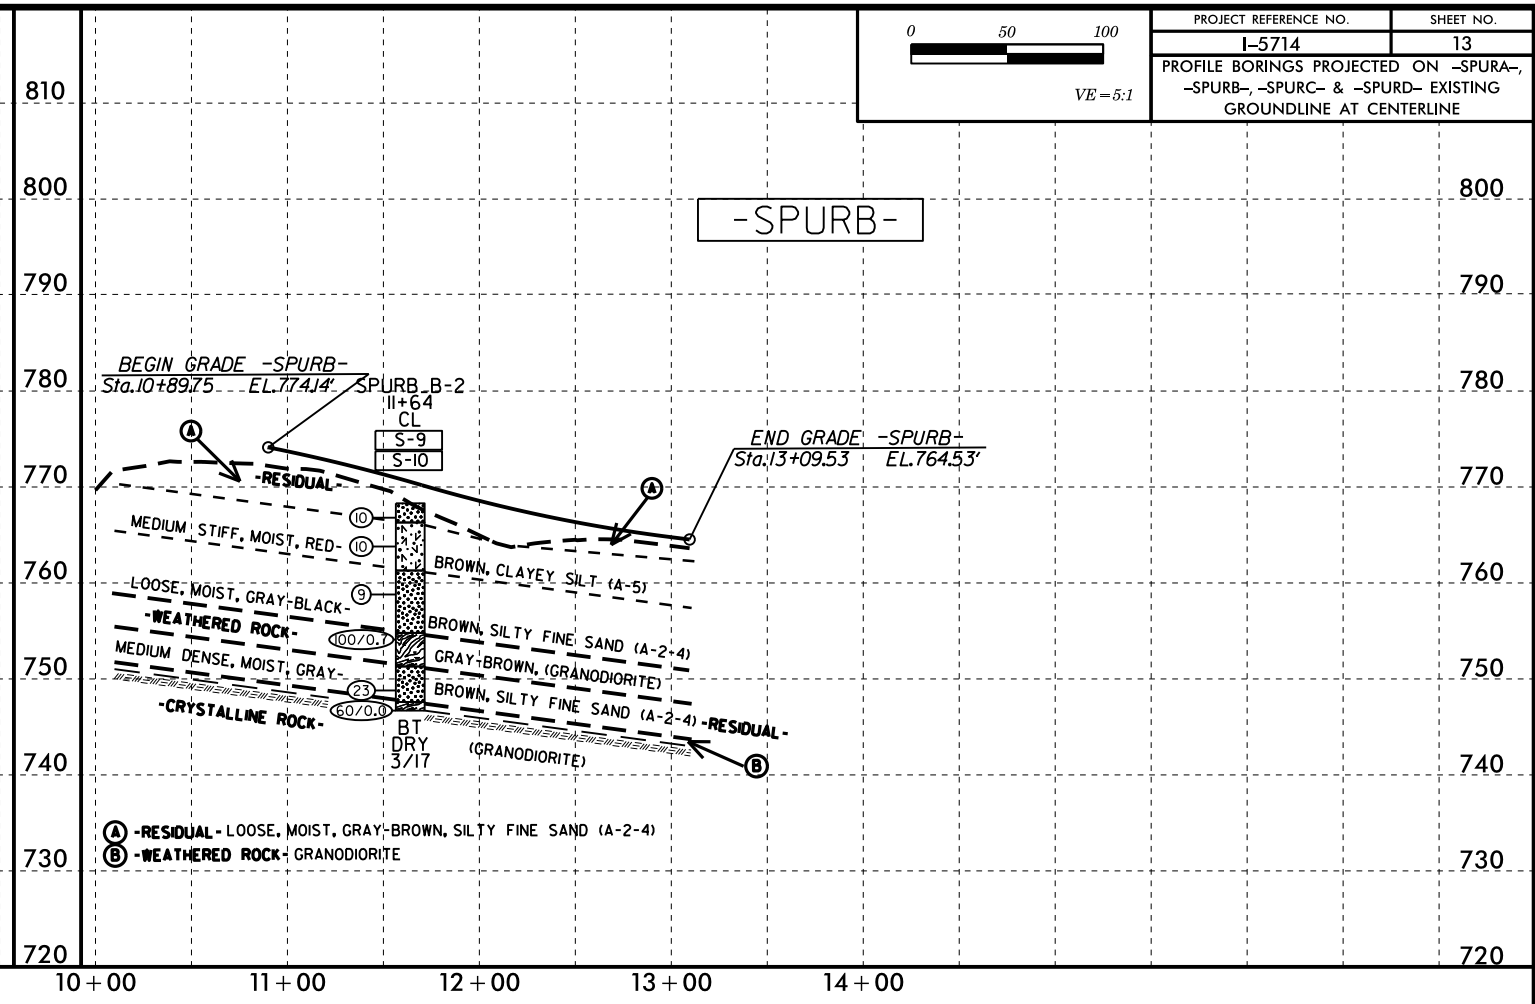 0 50 100
VE=5:1
PROJECT REFERENCE NO. SHEET NO.
I-5714 13
PROFILE BORINGS PROJECTED ON -SPURA-,
-SPURB-, -SPURC- & -SPURD- EXISTING
GROUNDLINE AT CENTERLINE
810
800 800
-SPURB-
790 790
BEGIN GRADE -SPURB-
Sta.10+89.75 EL.774.14'
780 780
SPURB_B-2
11+64
CL
S-9
S-10
A
END GRADE -SPURB-
Sta.13+09.53 EL.764.53'
770 770
-RESIDUAL-
A
10
MEDIUM STIFF, MOIST, RED-
10
BROWN, CLAYEY SILT (A-5)
760 760
LOOSE, MOIST, GRAY-BLACK-
9
-WEATHERED ROCK-
BROWN, SILTY FINE SAND (A-2-4)
100/0.7
MEDIUM DENSE, MOIST, GRAY-
GRAY-BROWN, (GRANODIORITE)
750 750
23
BROWN, SILTY FINE SAND (A-2-4)
-RESIDUAL-
60/0.0
-CRYSTALLINE ROCK-
BT
DRY
3/17
(GRANODIORITE)
B
740 740
A -RESIDUAL- LOOSE, MOIST, GRAY-BROWN, SILTY FINE SAND (A-2-4)
B -WEATHERED ROCK- GRANODIORITE
730 730
720 720
10+00 11+00 12+00 13+00 14+00